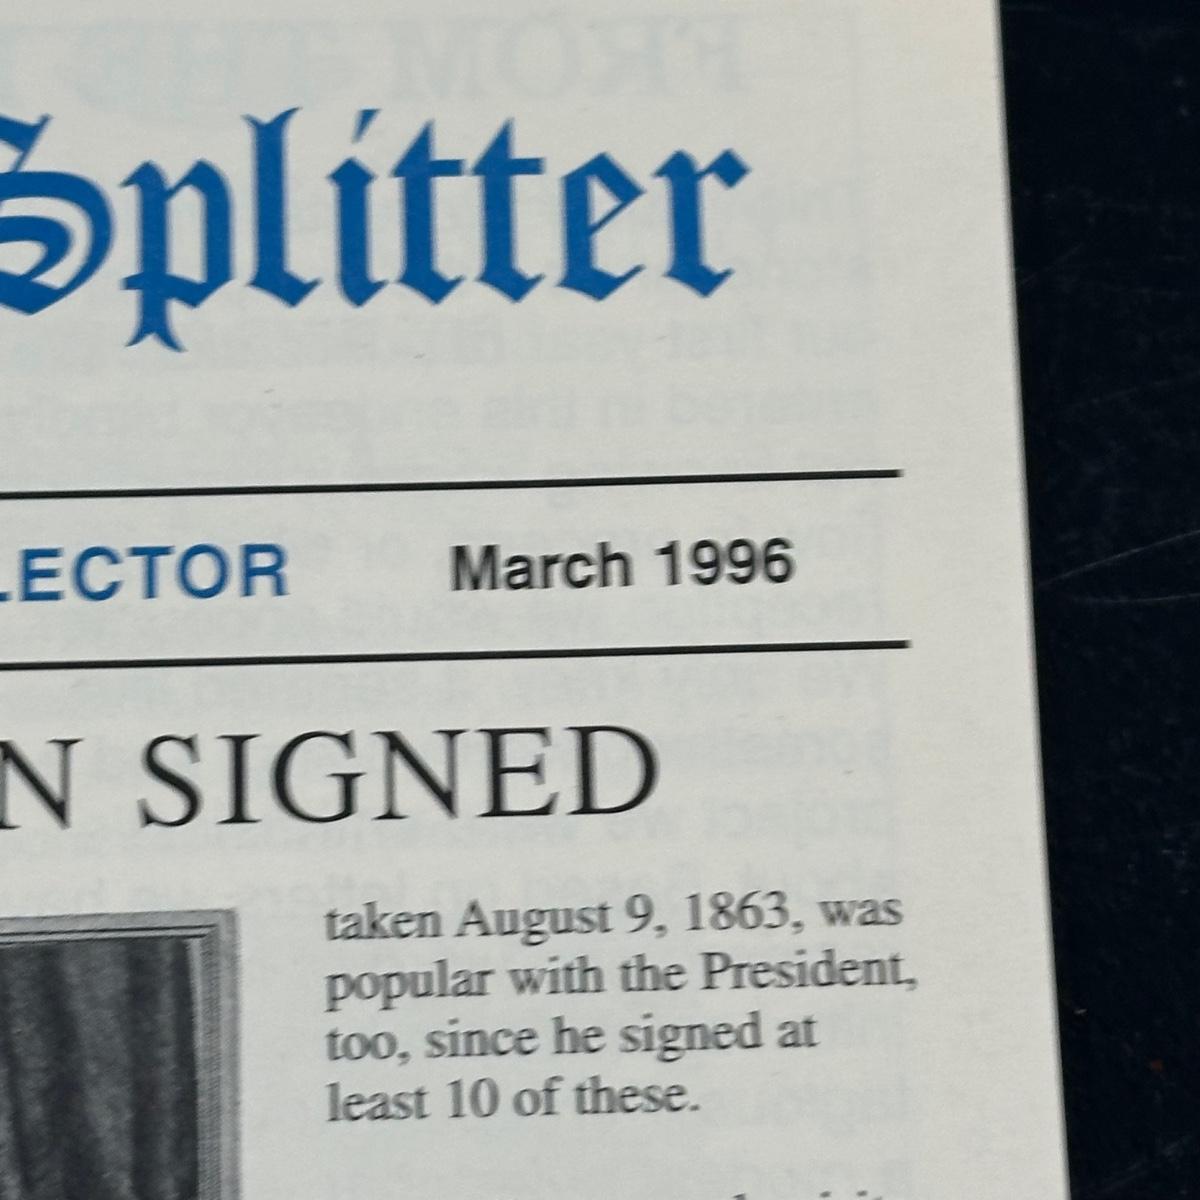 Splitter
LECTOR March 1996
N SIGNED
taken August 9, 1863, was
popular with the President,
too, since he signed at
least 10 of these.